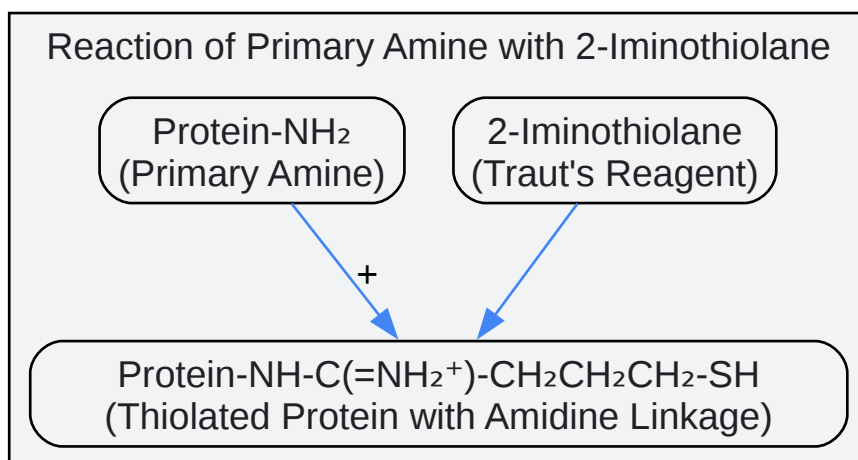 Reaction of Primary Amine with 2-Iminothiolane
Protein-NH₂
(Primary Amine)
2-Iminothiolane
(Traut's Reagent)
+
Protein-NH-C(=NH₂⁺)-CH₂CH₂CH₂-SH
(Thiolated Protein with Amidine Linkage)